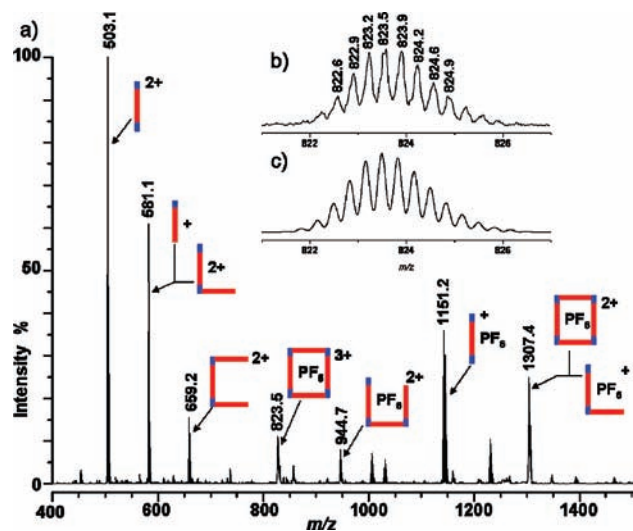 a)
503.1
2+
b)
822.6
822.9
823.2
823.5
823.9
824.2
824.6
824.9
822 824 826
c)
822 824 826
m/z
581.1
+
2+
659.2
2+
823.5
PF6
3+
944.7
PF6
2+
1151.2
+
PF6
1307.4
PF6
2+
PF6
+
Intensity %
100
50
0
400 600 800 1000 1200 1400
m/z